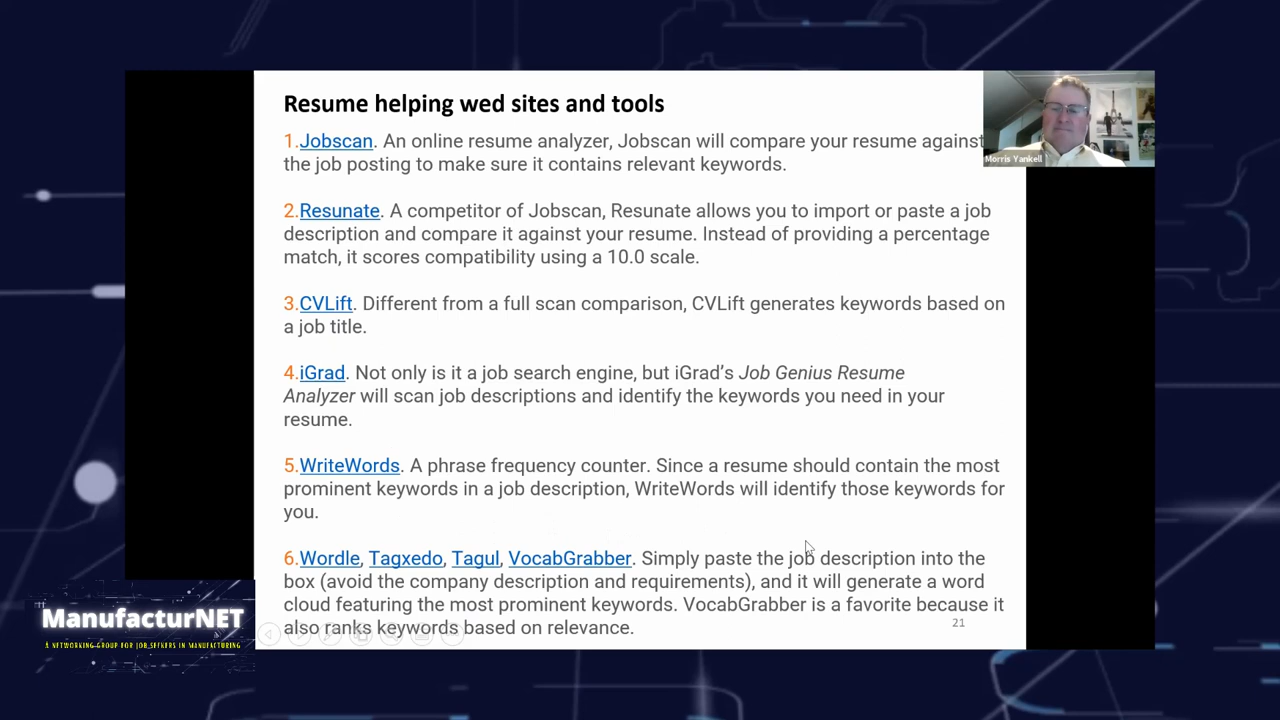 Resume helping wed sites and tools
1.Jobscan. An online resume analyzer, Jobscan will compare your resume against
the job posting to make sure it contains relevant keywords.
Morris Yankell
2.Resunate. A competitor of Jobscan, Resunate allows you to import or paste a job
description and compare it against your resume. Instead of providing a percentage
match, it scores compatibility using a 10.0 scale.
3.CVLift. Different from a full scan comparison, CVLift generates keywords based on
a job title.
4.iGrad. Not only is it a job search engine, but iGrad’s Job Genius Resume
Analyzer will scan job descriptions and identify the keywords you need in your
resume.
5.WriteWords. A phrase frequency counter. Since a resume should contain the most
prominent keywords in a job description, WriteWords will identify those keywords for
you.
6.Wordle, Tagxedo, Tagul, VocabGrabber. Simply paste the job description into the
box (avoid the company description and requirements), and it will generate a word
cloud featuring the most prominent keywords. VocabGrabber is a favorite because it
also ranks keywords based on relevance.
21
ManufacturNET
A NETWORKING GROUP FOR JOB SEEKERS IN MANUFACTURING